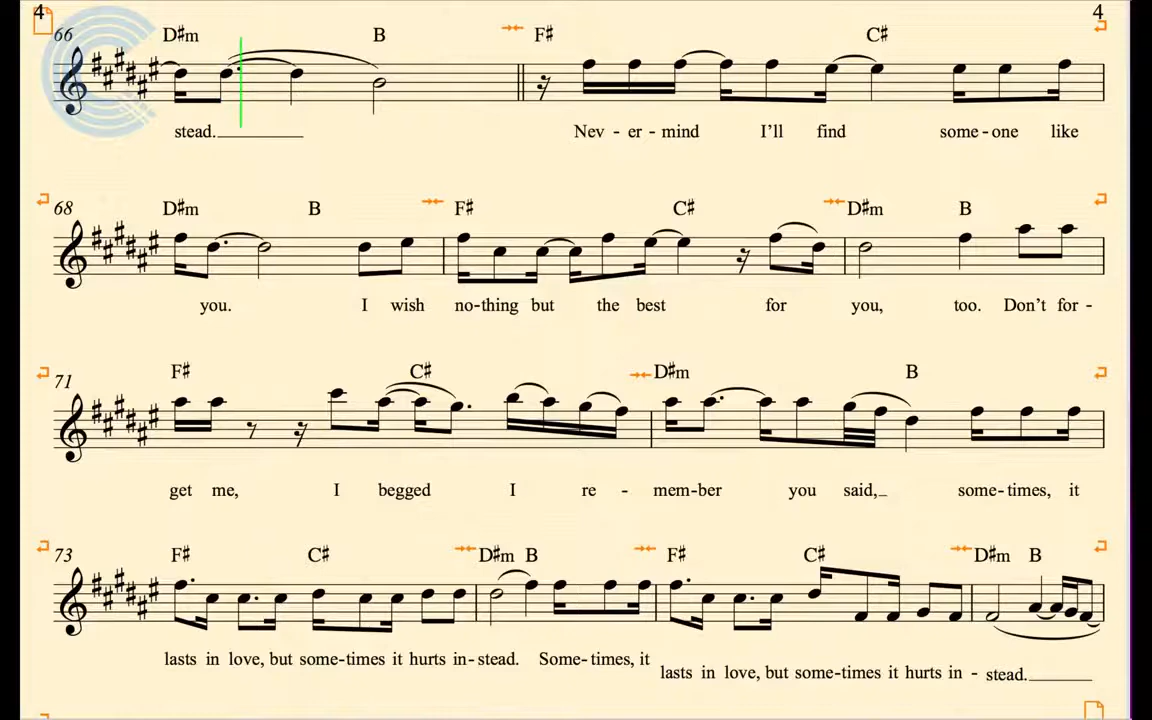 4 4
66 D#m B F# C#
stead. Nev - er - mind I'll find some - one like
68 D#m B F# C# D#m B
you. I wish no-thing but the best for you, too. Don't for -
71 F# C# D#m B
get me, I begged I re - mem-ber you said, some-times, it
73 F# C# D#m B F# C# D#m B
lasts in love, but some-times it hurts in-stead. Some-times, it lasts in love, but some-times it hurts in - stead.